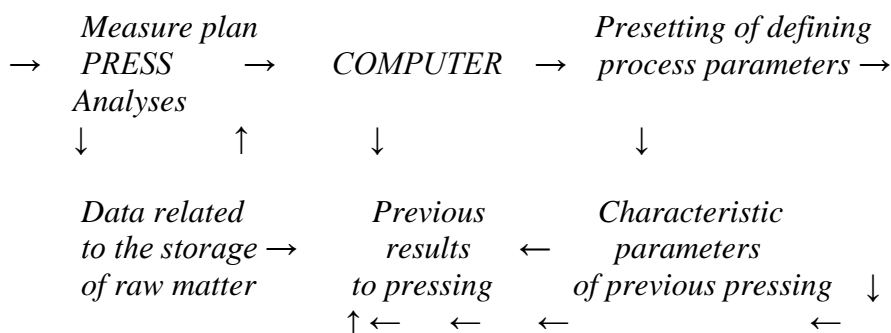 Measure plan Presetting of defining
→ PRESS → COMPUTER → process parameters →
Analyses
↓ ↑ ↓ ↓
Data related Previous Characteristic
to the storage → results ← parameters
of raw matter to pressing of previous pressing ↓
↑ ← ← ← ←